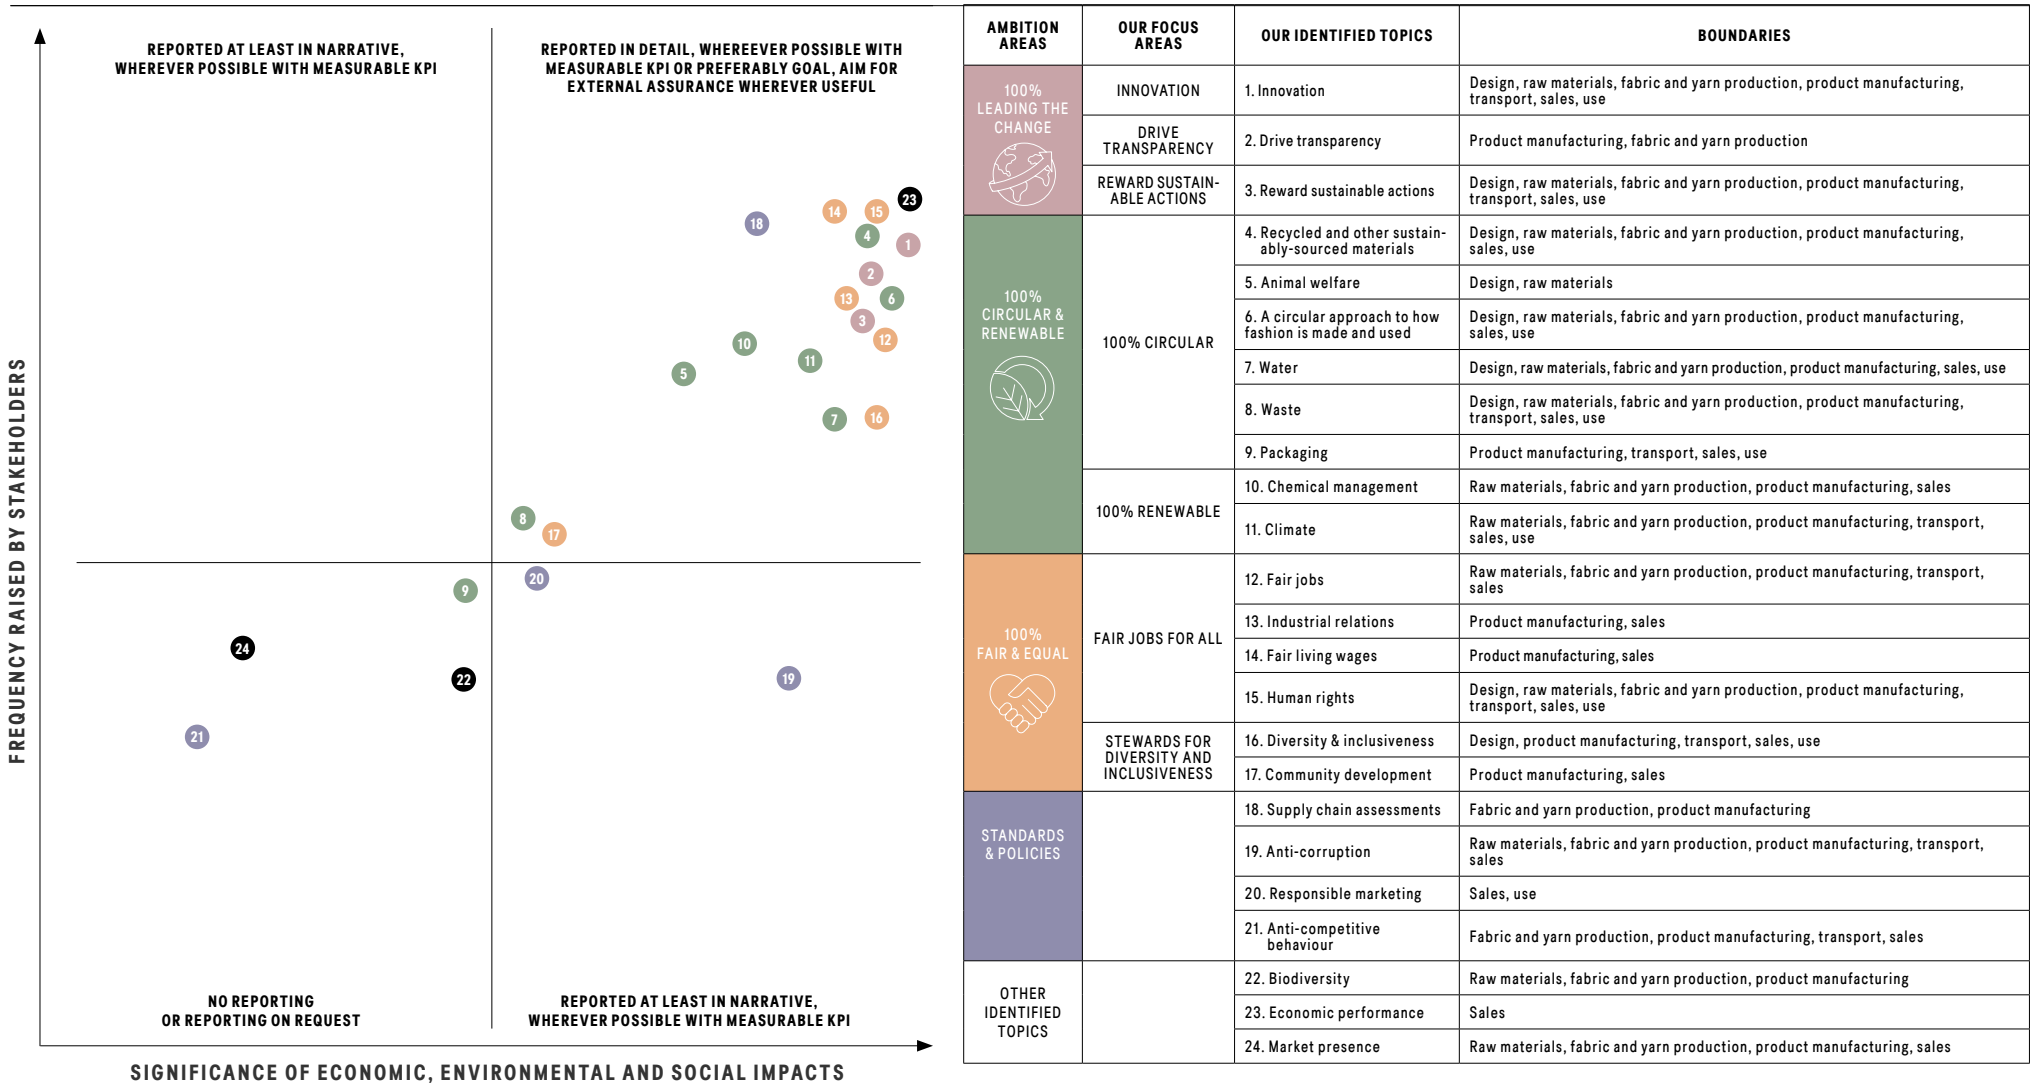 REPORTED AT LEAST IN NARRATIVE,
WHEREVER POSSIBLE WITH MEASURABLE KPI
REPORTED IN DETAIL, WHEREEVER POSSIBLE WITH
MEASURABLE KPI OR PREFERABLY GOAL, AIM FOR
EXTERNAL ASSURANCE WHEREVER USEFUL
23
14
15
18
4
1
2
13
6
3
12
10
11
5
7
16
8
17
20
9
24
22
19
21
NO REPORTING
OR REPORTING ON REQUEST
REPORTED AT LEAST IN NARRATIVE,
WHEREVER POSSIBLE WITH MEASURABLE KPI
FREQUENCY RAISED BY STAKEHOLDERS
SIGNIFICANCE OF ECONOMIC, ENVIRONMENTAL AND SOCIAL IMPACTS
AMBITION
AREAS
OUR FOCUS
AREAS
OUR IDENTIFIED TOPICS
BOUNDARIES
100%
LEADING THE
CHANGE
INNOVATION
1. Innovation
Design, raw materials, fabric and yarn production, product manufacturing,
transport, sales, use
DRIVE
TRANSPARENCY
2. Drive transparency
Product manufacturing, fabric and yarn production
REWARD SUSTAIN-
ABLE ACTIONS
3. Reward sustainable actions
Design, raw materials, fabric and yarn production, product manufacturing,
transport, sales, use
100%
CIRCULAR &
RENEWABLE
100% CIRCULAR
4. Recycled and other sustain-
ably-sourced materials
Design, raw materials, fabric and yarn production, product manufacturing,
sales, use
5. Animal welfare
Design, raw materials
6. A circular approach to how
fashion is made and used
Design, raw materials, fabric and yarn production, product manufacturing,
sales, use
7. Water
Design, raw materials, fabric and yarn production, product manufacturing, sales, use
8. Waste
Design, raw materials, fabric and yarn production, product manufacturing,
transport, sales, use
9. Packaging
Product manufacturing, transport, sales, use
100% RENEWABLE
10. Chemical management
Raw materials, fabric and yarn production, product manufacturing, sales
11. Climate
Raw materials, fabric and yarn production, product manufacturing, transport,
sales, use
100%
FAIR & EQUAL
FAIR JOBS FOR ALL
12. Fair jobs
Raw materials, fabric and yarn production, product manufacturing, transport,
sales
13. Industrial relations
Product manufacturing, sales
14. Fair living wages
Product manufacturing, sales
15. Human rights
Design, raw materials, fabric and yarn production, product manufacturing,
transport, sales, use
STEWARDS FOR
DIVERSITY AND
INCLUSIVENESS
16. Diversity & inclusiveness
Design, product manufacturing, transport, sales, use
17. Community development
Product manufacturing, sales
STANDARDS
& POLICIES
18. Supply chain assessments
Fabric and yarn production, product manufacturing
19. Anti-corruption
Raw materials, fabric and yarn production, product manufacturing, transport,
sales
20. Responsible marketing
Sales, use
21. Anti-competitive
behaviour
Fabric and yarn production, product manufacturing, transport, sales
OTHER
IDENTIFIED
TOPICS
22. Biodiversity
Raw materials, fabric and yarn production, product manufacturing
23. Economic performance
Sales
24. Market presence
Raw materials, fabric and yarn production, product manufacturing, sales